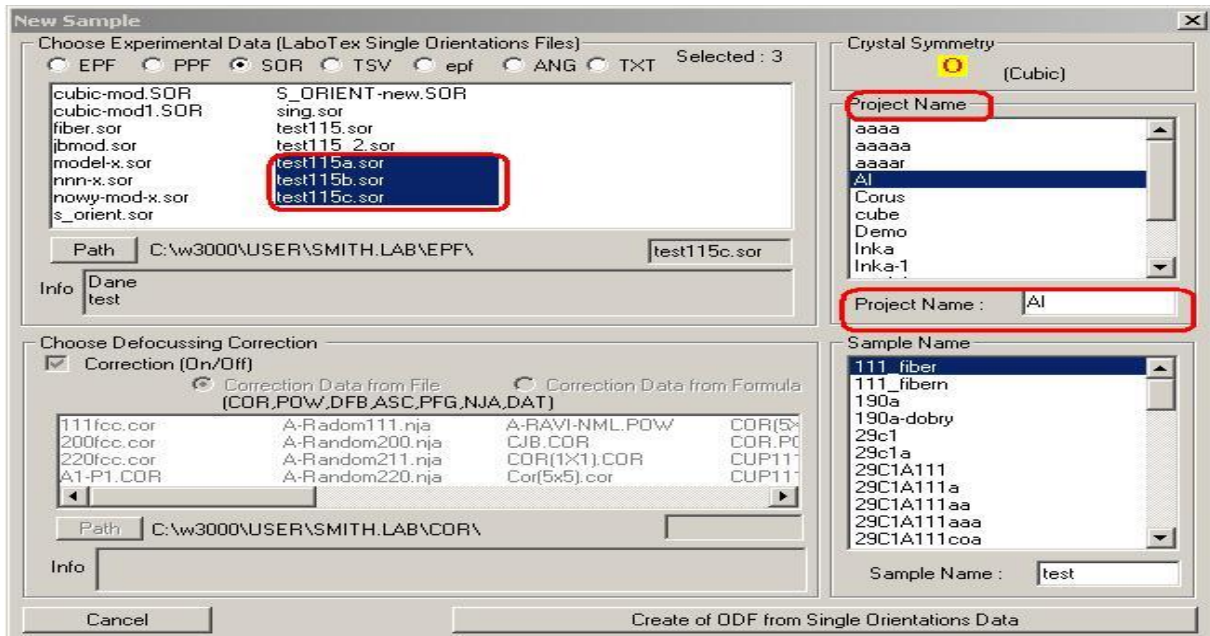 New Sample
Choose Experimental Data (LaboTex Single Orientations Files)
Selected : 3
EPF PPF SOR TSV epf ANG TXT
cubic-mod.SOR S_ORIENT-new.SOR
cubic-mod1.SOR sing.sor
fiber.sor test115.sor
jbmod.sor test115_2.sor
model-x.sor test115a.sor
nnn-x.sor test115b.sor
nowy-mod-x.sor test115c.sor
s_orient.sor
Path C:\w3000\USER\SMITH.LAB\EPF\ test115c.sor
Info Dane
test
Crystal Symmetry
O (Cubic)
Project Name
aaaa
aaaaa
aaaar
Al
Corus
cube
Demo
Inka
Inka-1
Project Name : Al
Choose Defocussing Correction
Correction (On/Off)
Correction Data from File Correction Data from Formula
(COR,POW,DFB,ASC,PFG,NJA,DAT)
111fcc.cor A-Radom111.nja A-RAVI-NML.POW COR(5×
200fcc.cor A-Random200.nja CJB.COR COR.PO
220fcc.cor A-Random211.nja COR(1X1).COR CUP111
A1-P1.COR A-Random220.nja Cor(5x5).cor CUP111
Path C:\w3000\USER\SMITH.LAB\COR\
Info
Sample Name
111_fiber
111_fibern
190a
190a-dobry
29c1
29c1a
29C1A111
29C1A111a
29C1A111aa
29C1A111aaa
29C1A111coa
Sample Name : test
Cancel Create of ODF from Single Orientations Data